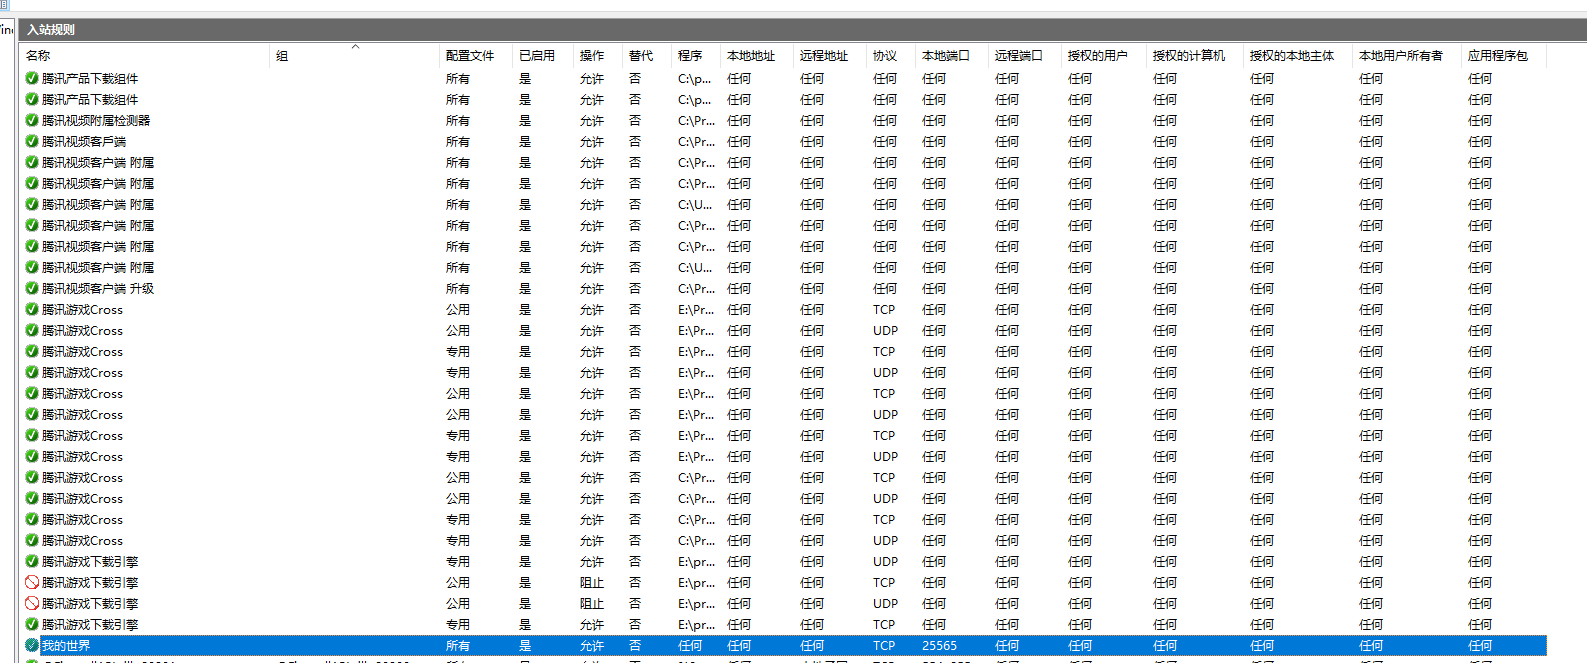 入站规则
名称 组 配置文件 已启用 操作 替代 程序 本地地址 远程地址 协议 本地端口 远程端口 授权的用户 授权的计算机 授权的本地主体 本地用户所有者 应用程序包
腾讯产品下载组件 所有 是 允许 否 C:\p... 任何 任何 任何 任何 任何 任何 任何 任何 任何 任何
腾讯产品下载组件 所有 是 允许 否 C:\p... 任何 任何 任何 任何 任何 任何 任何 任何 任何 任何
腾讯视频附属检测器 所有 是 允许 否 C:\Pr... 任何 任何 任何 任何 任何 任何 任何 任何 任何 任何
腾讯视频客戶端 所有 是 允许 否 C:\Pr... 任何 任何 任何 任何 任何 任何 任何 任何 任何 任何
腾讯视频客户端 附属 所有 是 允许 否 C:\Pr... 任何 任何 任何 任何 任何 任何 任何 任何 任何 任何
腾讯视频客户端 附属 所有 是 允许 否 C:\Pr... 任何 任何 任何 任何 任何 任何 任何 任何 任何 任何
腾讯视频客户端 附属 所有 是 允许 否 C:\U... 任何 任何 任何 任何 任何 任何 任何 任何 任何 任何
腾讯视频客户端 附属 所有 是 允许 否 C:\Pr... 任何 任何 任何 任何 任何 任何 任何 任何 任何 任何
腾讯视频客户端 附属 所有 是 允许 否 C:\Pr... 任何 任何 任何 任何 任何 任何 任何 任何 任何 任何
腾讯视频客户端 附属 所有 是 允许 否 C:\U... 任何 任何 任何 任何 任何 任何 任何 任何 任何 任何
腾讯视频客户端 升级 所有 是 允许 否 C:\Pr... 任何 任何 任何 任何 任何 任何 任何 任何 任何 任何
腾讯游戏Cross 公用 是 允许 否 E:\Pr... 任何 任何 TCP 任何 任何 任何 任何 任何 任何 任何
腾讯游戏Cross 公用 是 允许 否 E:\Pr... 任何 任何 UDP 任何 任何 任何 任何 任何 任何 任何
腾讯游戏Cross 专用 是 允许 否 E:\Pr... 任何 任何 TCP 任何 任何 任何 任何 任何 任何 任何
腾讯游戏Cross 专用 是 允许 否 E:\Pr... 任何 任何 UDP 任何 任何 任何 任何 任何 任何 任何
腾讯游戏Cross 公用 是 允许 否 E:\Pr... 任何 任何 TCP 任何 任何 任何 任何 任何 任何 任何
腾讯游戏Cross 公用 是 允许 否 E:\Pr... 任何 任何 UDP 任何 任何 任何 任何 任何 任何 任何
腾讯游戏Cross 专用 是 允许 否 E:\Pr... 任何 任何 TCP 任何 任何 任何 任何 任何 任何 任何
腾讯游戏Cross 专用 是 允许 否 E:\Pr... 任何 任何 UDP 任何 任何 任何 任何 任何 任何 任何
腾讯游戏Cross 公用 是 允许 否 C:\Pr... 任何 任何 TCP 任何 任何 任何 任何 任何 任何 任何
腾讯游戏Cross 公用 是 允许 否 C:\Pr... 任何 任何 UDP 任何 任何 任何 任何 任何 任何 任何
腾讯游戏Cross 专用 是 允许 否 C:\Pr... 任何 任何 TCP 任何 任何 任何 任何 任何 任何 任何
腾讯游戏Cross 专用 是 允许 否 C:\Pr... 任何 任何 UDP 任何 任何 任何 任何 任何 任何 任何
腾讯游戏下载引擎 专用 是 允许 否 E:\pr... 任何 任何 UDP 任何 任何 任何 任何 任何 任何 任何
腾讯游戏下载引擎 公用 是 阻止 否 E:\pr... 任何 任何 TCP 任何 任何 任何 任何 任何 任何 任何
腾讯游戏下载引擎 公用 是 阻止 否 E:\pr... 任何 任何 UDP 任何 任何 任何 任何 任何 任何 任何
腾讯游戏下载引擎 专用 是 允许 否 E:\pr... 任何 任何 TCP 任何 任何 任何 任何 任何 任何 任何
我的世界 所有 是 允许 否 任何 任何 任何 TCP 25565 任何 任何 任何 任何 任何 任何